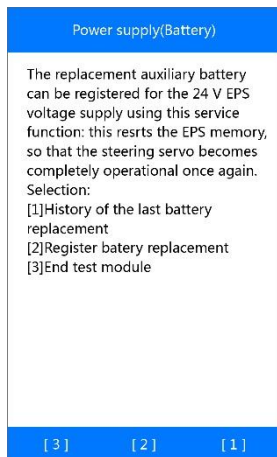 Power supply(Battery)
The replacement auxiliary battery
can be registered for the 24 V EPS
voltage supply using this service
function: this resrts the EPS memory,
so that the steering servo becomes
completely operational once again.
Selection:
[1]History of the last battery
replacement
[2]Register batery replacement
[3]End test module
[ 3 ] [ 2 ] [ 1 ]